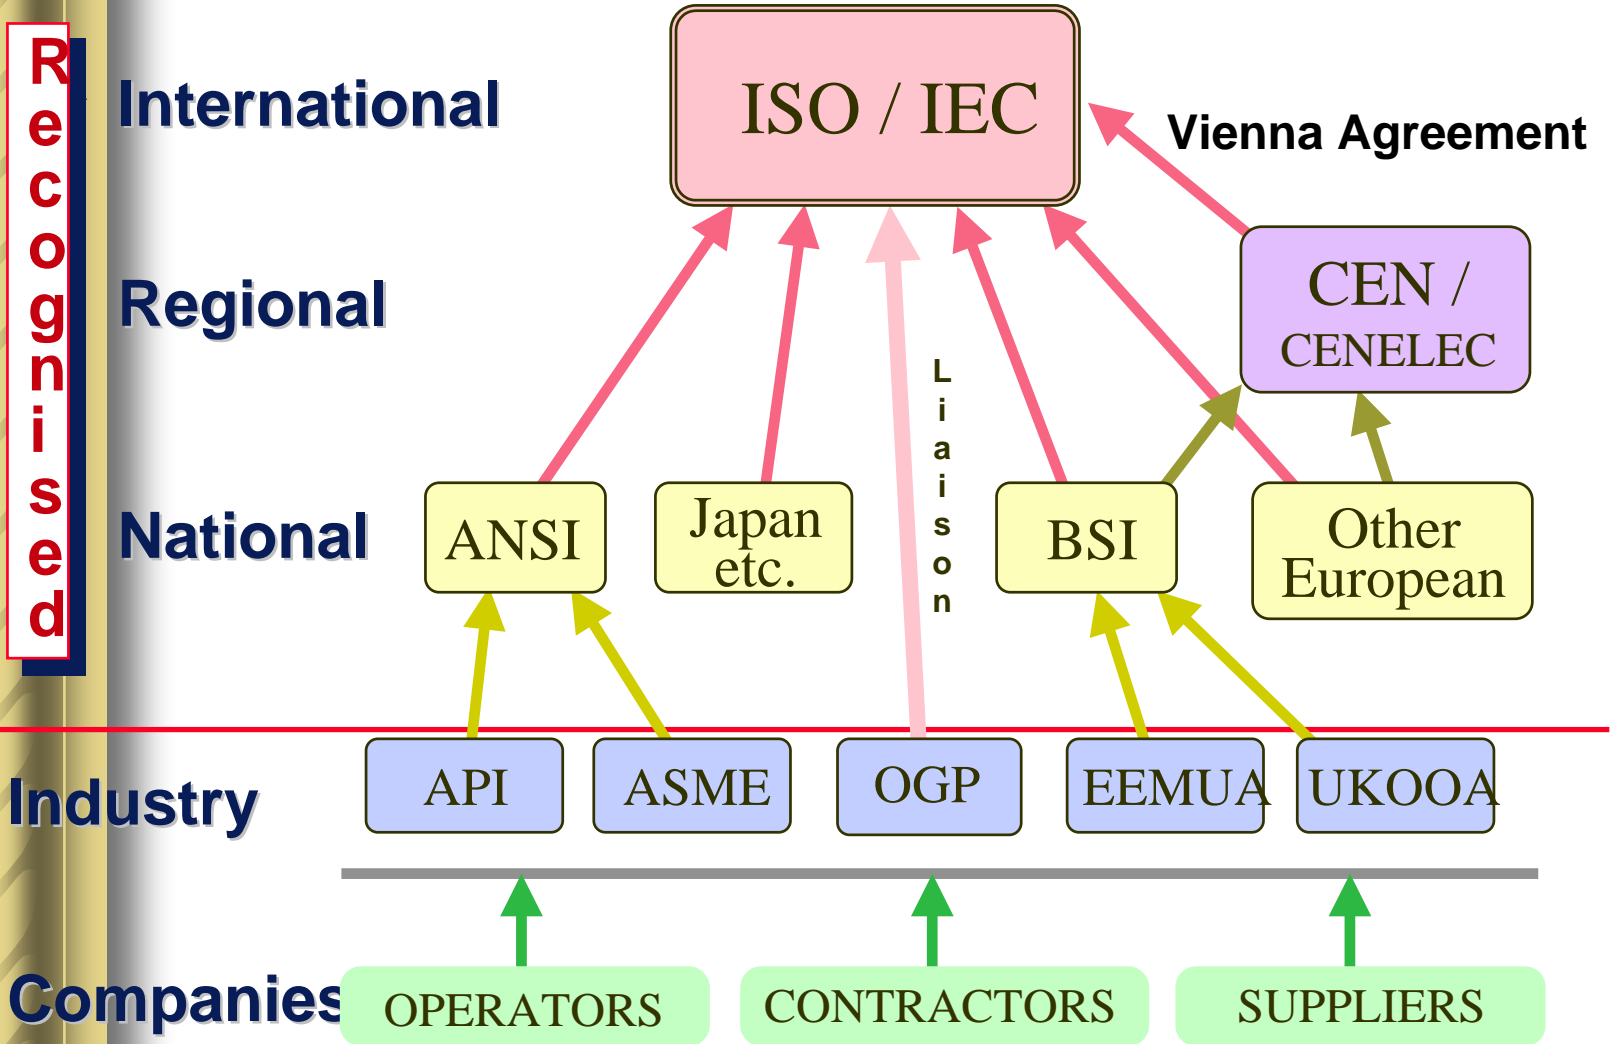 Recognised
International
ISO / IEC
Vienna Agreement
Regional
CEN /
CENELEC
Liaison
National
ANSI
Japan
etc.
BSI
Other
European
Industry
API
ASME
OGP
EEMUA
UKOOA
Companies
OPERATORS
CONTRACTORS
SUPPLIERS